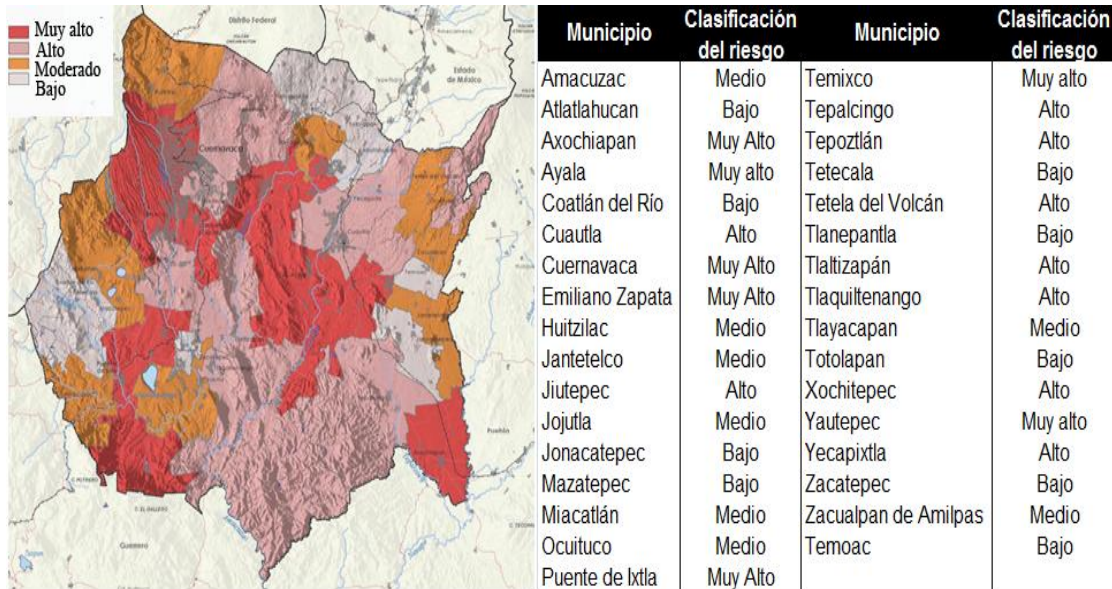 Muy alto
Alto
Moderado
Bajo
Distrito Federal
Estado
de México
Cuernavaca
Cuautla
Puebla
Guerrero
Municipio Clasificación del riesgo Municipio Clasificación del riesgo
Amacuzac Medio Temixco Muy alto
Atlatlahucan Bajo Tepalcingo Alto
Axochiapan Muy Alto Tepoztlán Alto
Ayala Muy alto Tetecala Bajo
Coatlán del Río Bajo Tetela del Volcán Alto
Cuautla Alto Tlanepantla Bajo
Cuernavaca Muy Alto Tlaltizapán Alto
Emiliano Zapata Muy Alto Tlaquiltenango Alto
Huitzilac Medio Tlayacapan Medio
Jantetelco Medio Totolapan Bajo
Jiutepec Alto Xochitepec Alto
Jojutla Medio Yautepec Muy alto
Jonacatepec Bajo Yecapixtla Alto
Mazatepec Bajo Zacatepec Bajo
Miacatlán Medio Zacualpan de Amilpas Medio
Ocuituco Medio Temoac Bajo
Puente de Ixtla Muy Alto